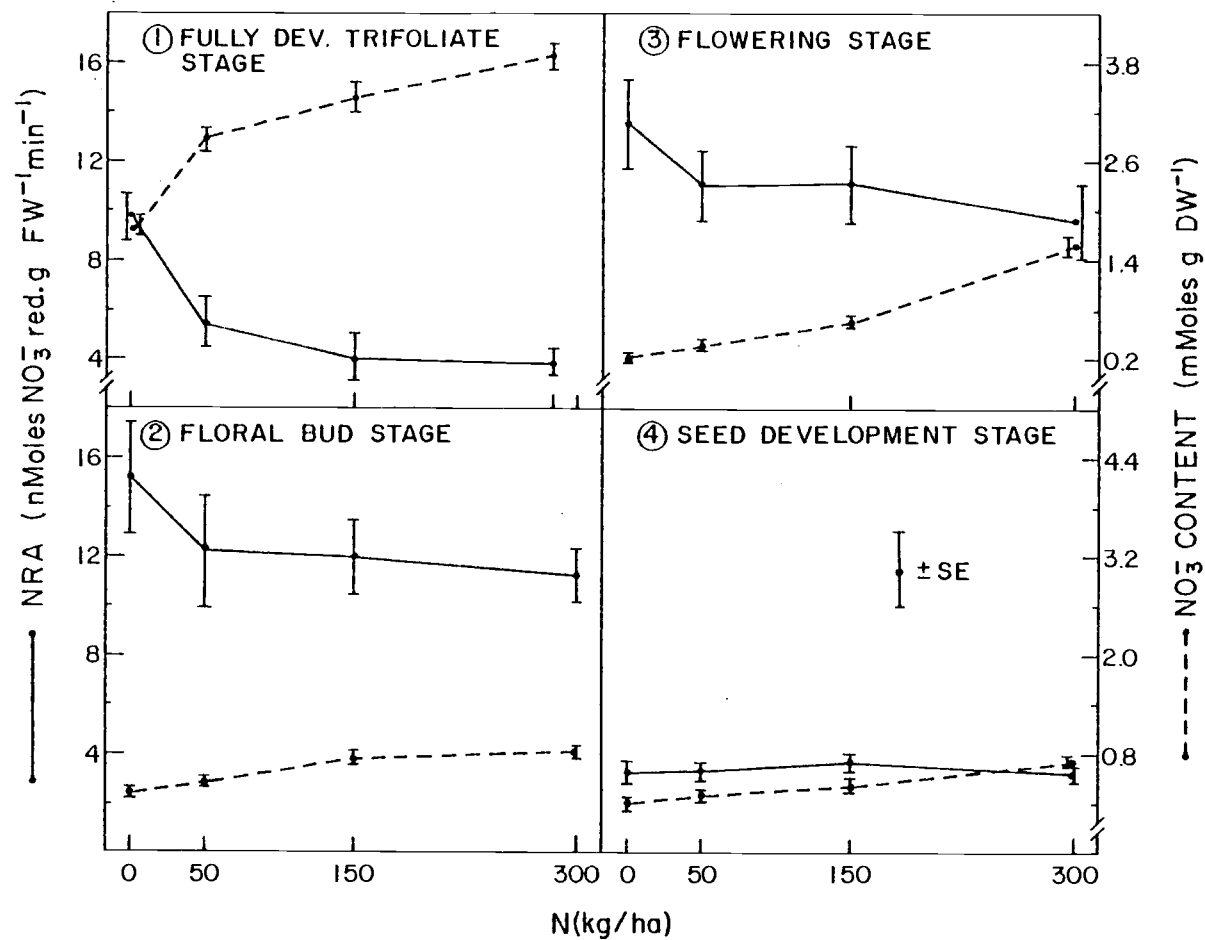 ① FULLY DEV. TRIFOLIATE
STAGE
③ FLOWERING STAGE
② FLORAL BUD STAGE
④ SEED DEVELOPMENT STAGE
± SE
16
12
8
4
16
12
8
4
3.8
2.6
1.4
0.2
4.4
3.2
2.0
0.8
0
50
150
300
0
50
150
300
N(kg/ha)
NRA (nMoles NO₃⁻ red.g FW⁻¹min⁻¹)
NO₃⁻ CONTENT (mMoles g DW⁻¹)